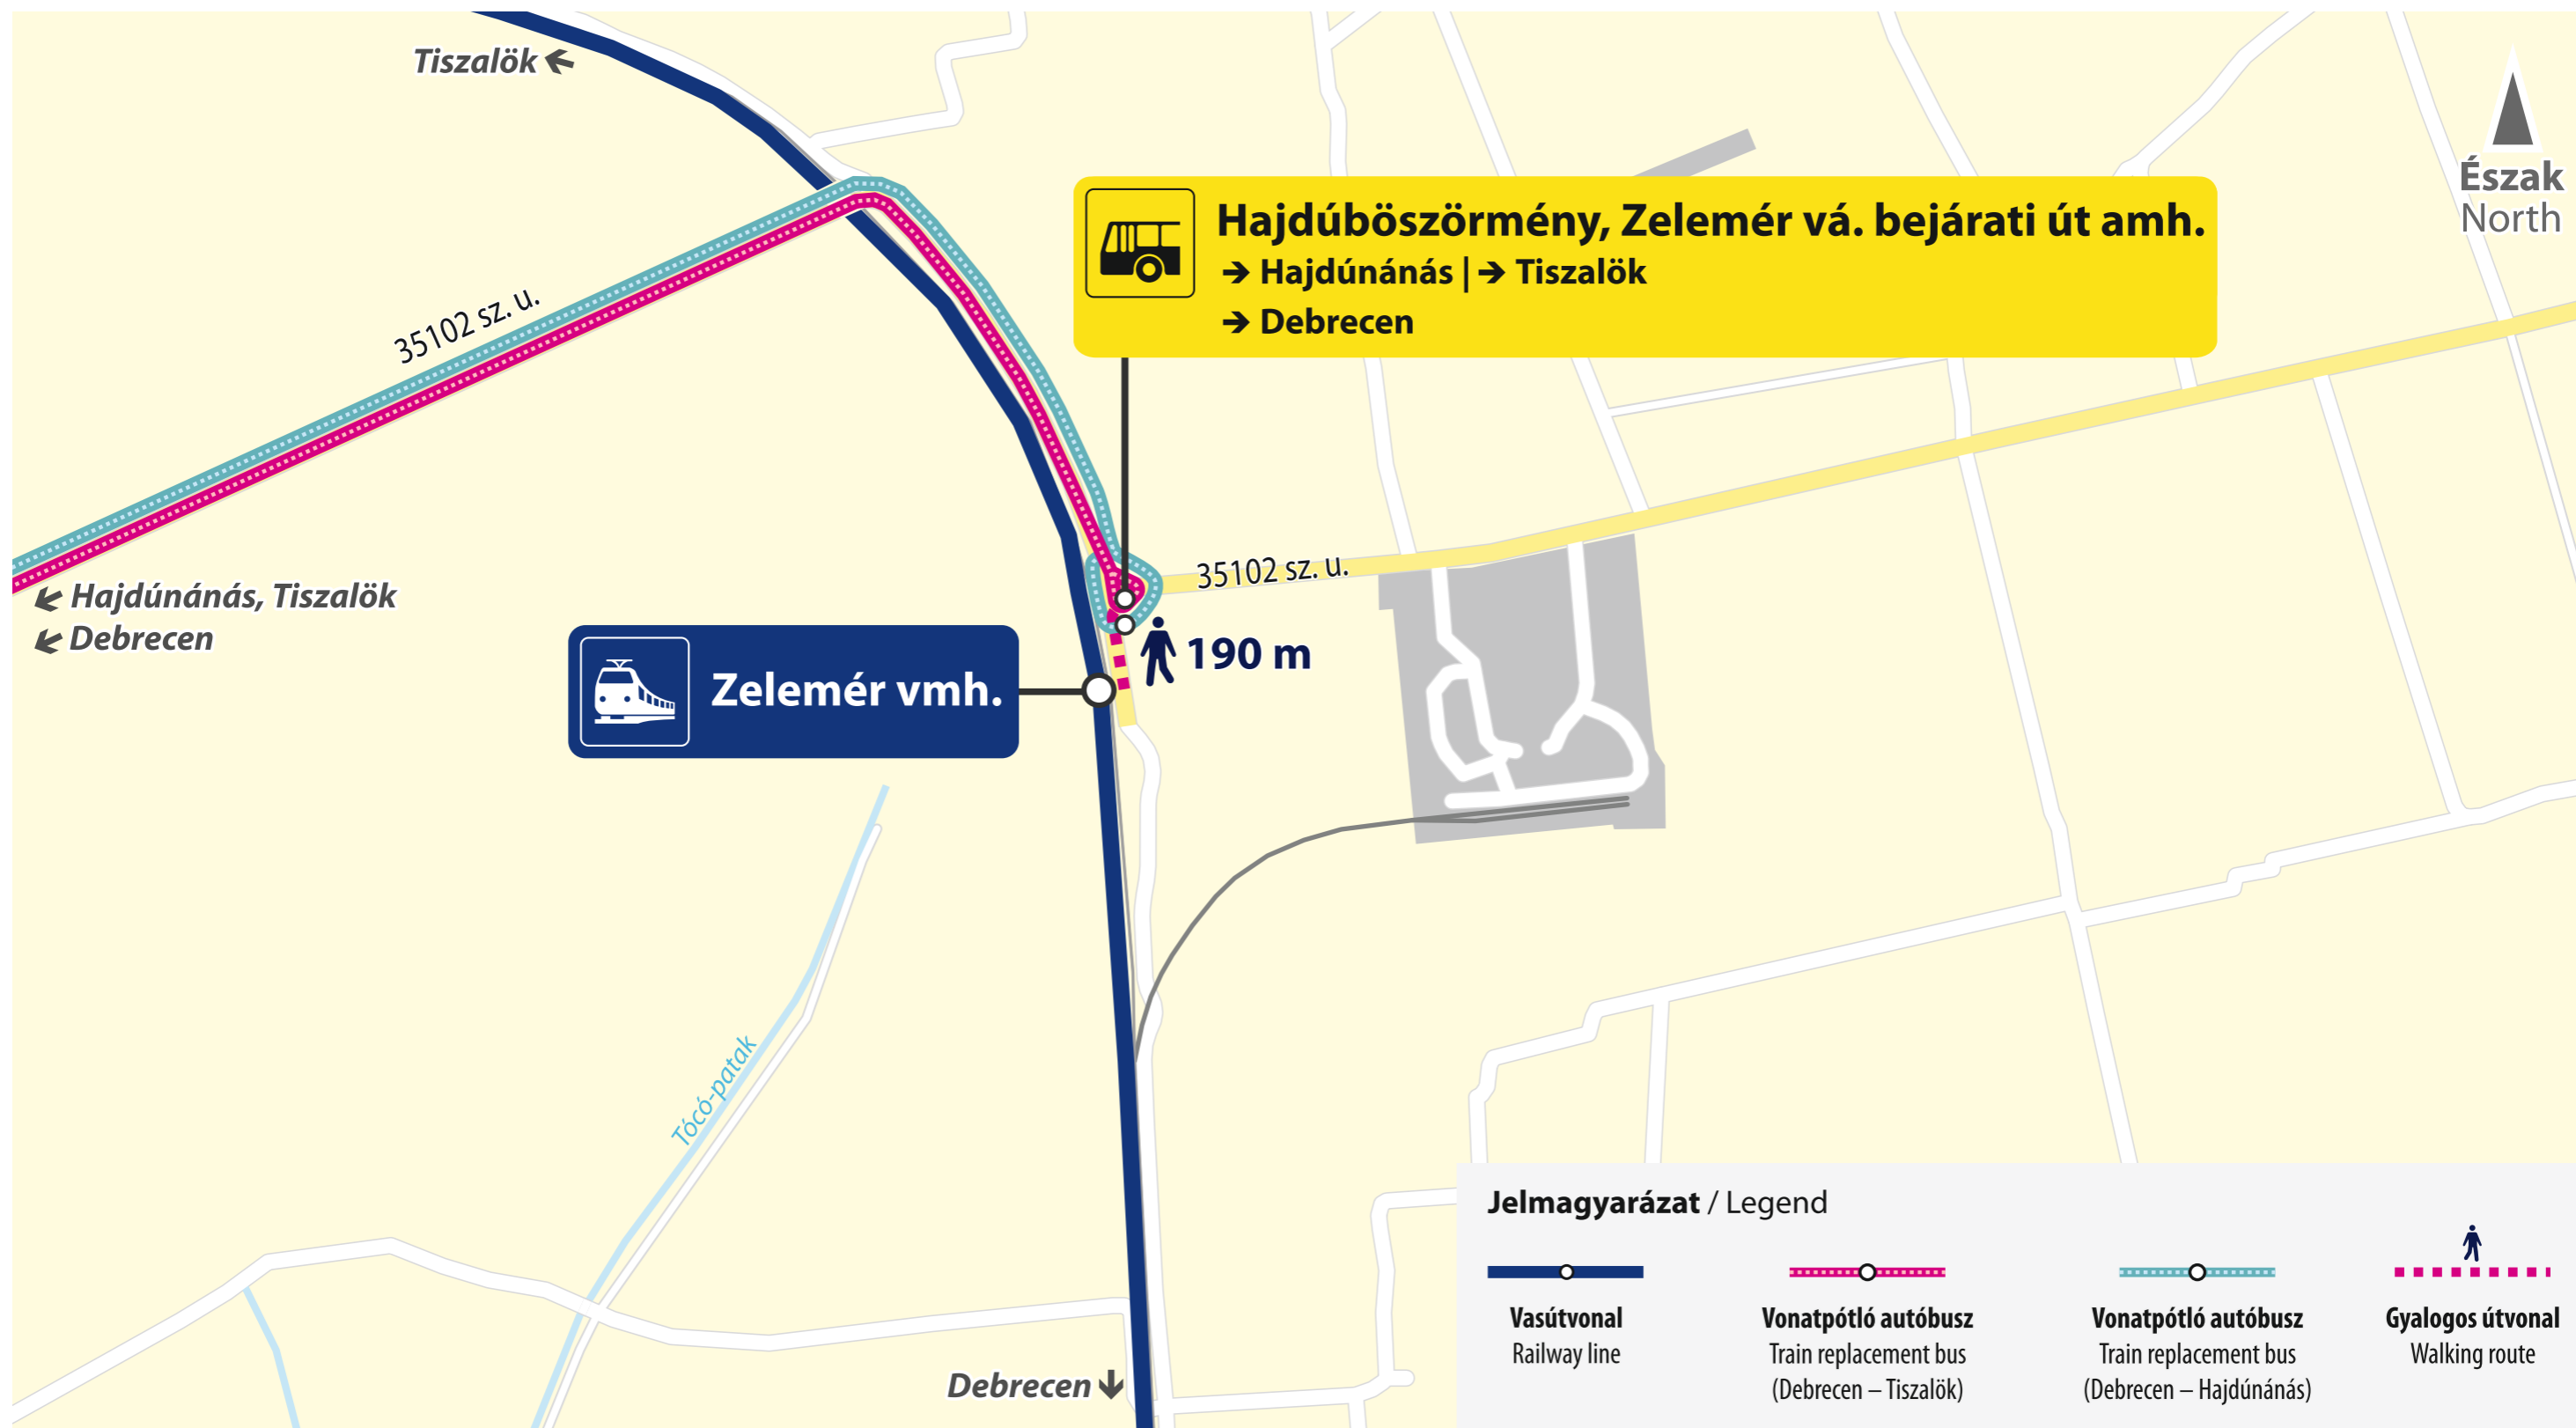 Tiszalök
Észak
North
Hajdúböszörmény, Zelemér vá. bejárati út amh.
→ Hajdúnánás | → Tiszalök
→ Debrecen
35102 sz. u.
35102 sz. u.
Hajdúnánás, Tiszalök
Debrecen
190 m
Zelemér vmh.
Tócó-patak
Debrecen
Jelmagyarázat / Legend
Vasútvonal
Railway line
Vonatpótló autóbusz
Train replacement bus
(Debrecen – Tiszalök)
Vonatpótló autóbusz
Train replacement bus
(Debrecen – Hajdúnánás)
Gyalogos útvonal
Walking route